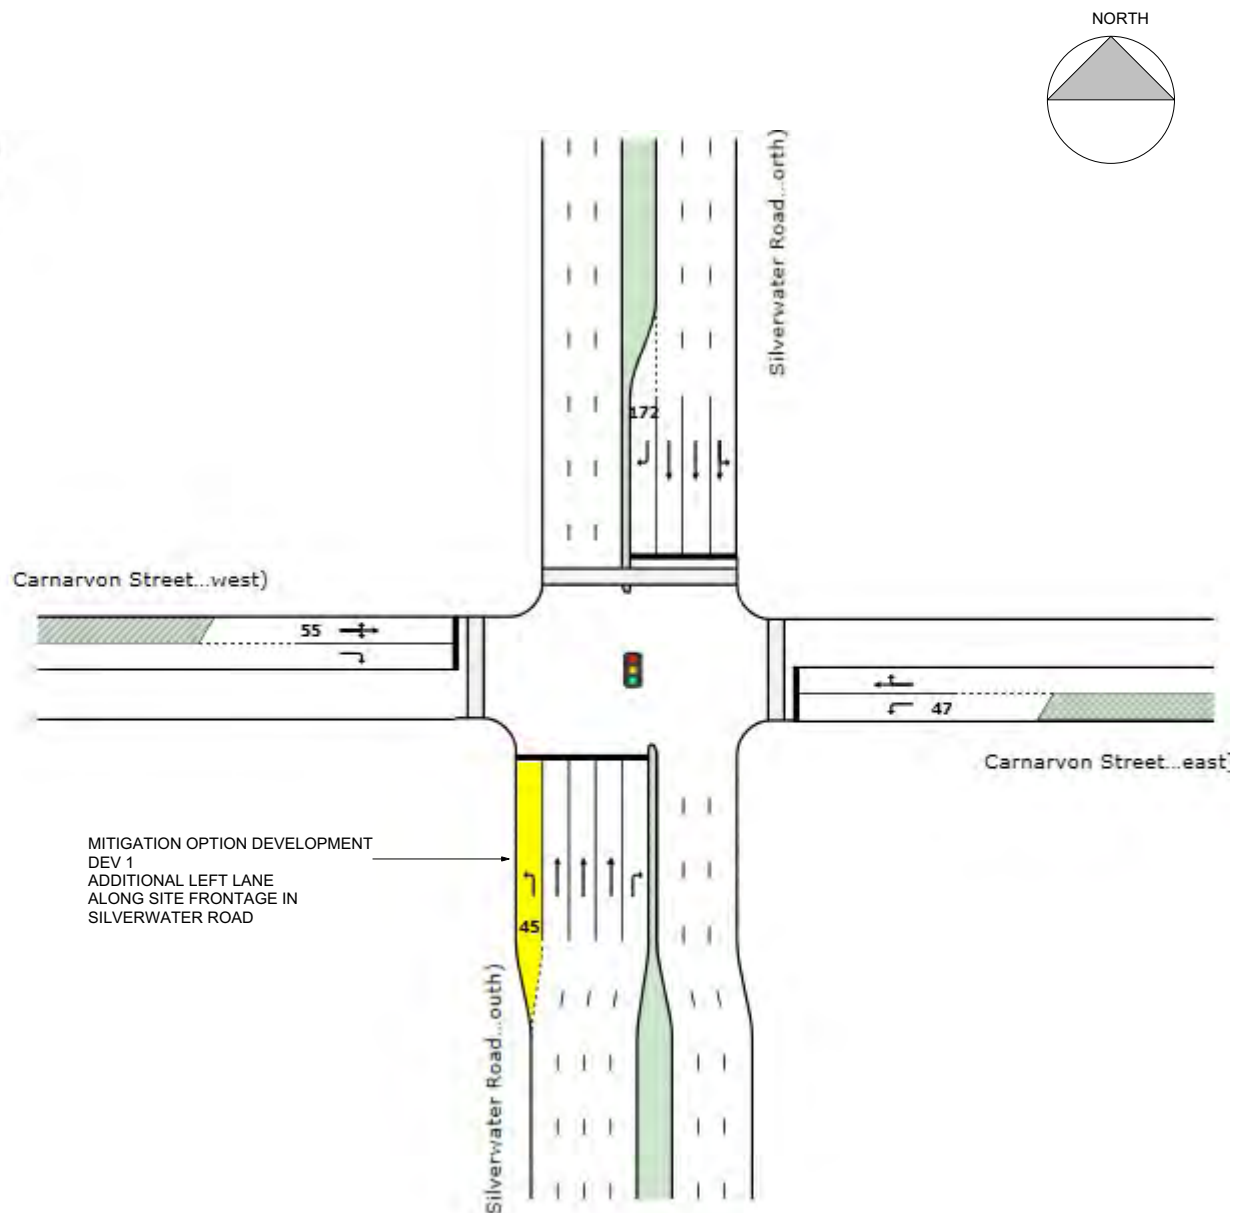 NORTH
Silverwater Road...orth)
172
Carnarvon Street...west)
55
47
Carnarvon Street...east)
MITIGATION OPTION DEVELOPMENT
DEV 1
ADDITIONAL LEFT LANE
ALONG SITE FRONTAGE IN
SILVERWATER ROAD
45
Silverwater Road...outh)